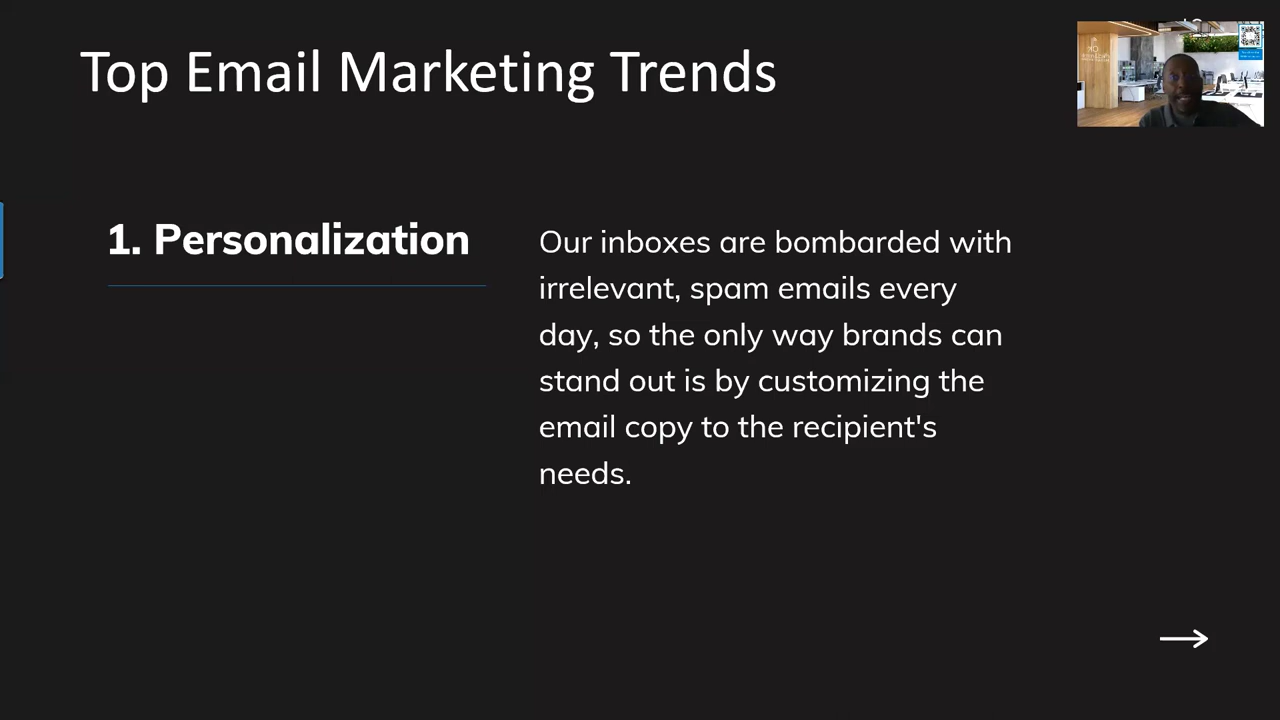 Top Email Marketing Trends
1. Personalization
Our inboxes are bombarded with
irrelevant, spam emails every
day, so the only way brands can
stand out is by customizing the
email copy to the recipient's
needs.